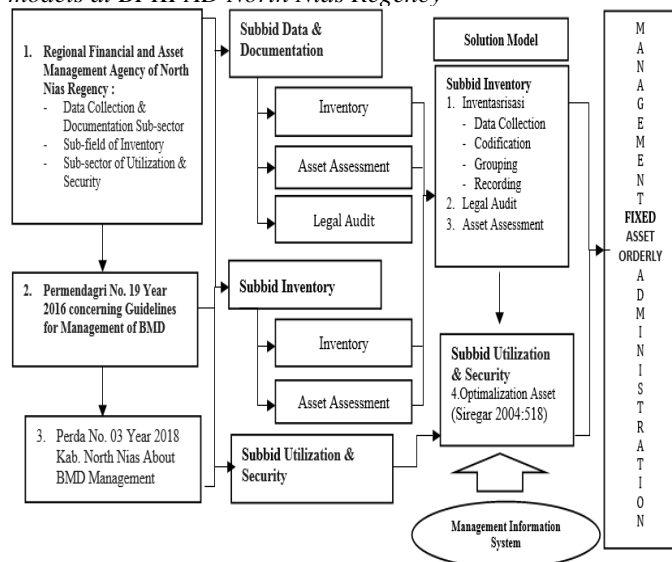 models at BPKPAD North Nias Regency
1. Regional Financial and Asset
Management Agency of North
Nias Regency :
- Data Collection &
Documentation Sub-sector
- Sub-field of Inventory
- Sub-sector of Utilization &
Security
2. Permendagri No. 19 Year
2016 concerning Guidelines
for Management of BMD
3. Perda No. 03 Year 2018
Kab. North Nias About
BMD Management
Subbid Data &
Documentation
Inventory
Asset Assessment
Legal Audit
Subbid Inventory
Inventory
Asset Assessment
Subbid Utilization &
Security
Solution Model
Subbid Inventory
1. Inventasrisasi
- Data Collection
- Codification
- Grouping
- Recording
2. Legal Audit
3. Asset Assessment
Subbid Utilization
& Security
4.Optimalization Asset
(Siregar 2004:518)
Management Information
System
M
A
N
A
G
E
M
E
N
T
FIXED
ASSET
ORDERLY
A
D
M
I
N
I
S
T
R
A
T
I
O
N